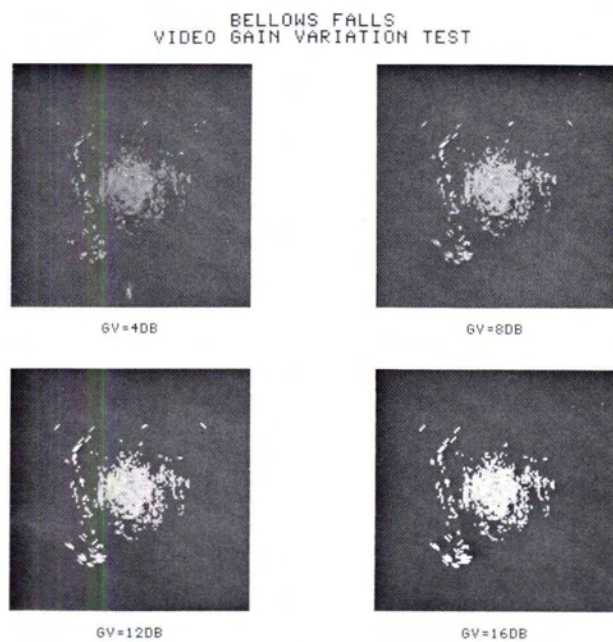 BELLOWS FALLS
VIDEO GAIN VARIATION TEST
GV=4DB
GV=8DB
GV=12DB
GV=16DB